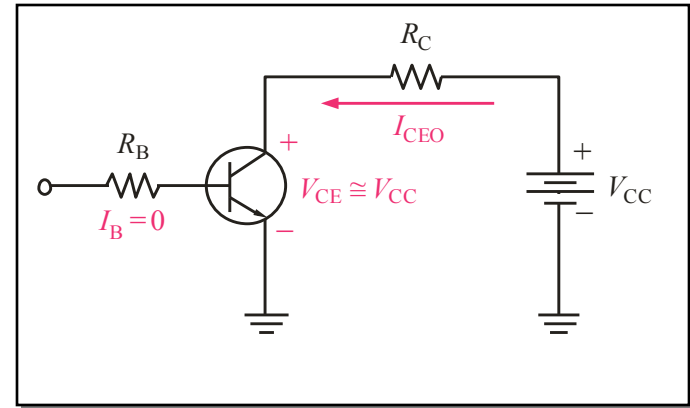 R_C
I_CEO
R_B
+
+
V_CE ≅ V_CC
V_CC
I_B = 0
−
−